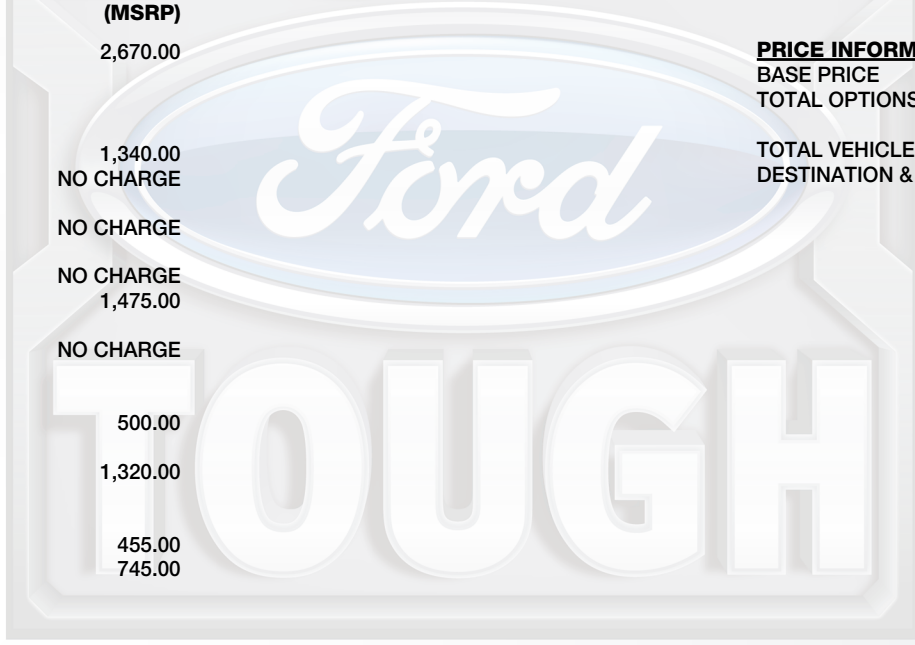 (MSRP)
2,670.00
1,340.00
NO CHARGE
NO CHARGE
NO CHARGE
1,475.00
NO CHARGE
500.00
1,320.00
455.00
745.00
PRICE INFORM
BASE PRICE
TOTAL OPTIONS
TOTAL VEHICLE
DESTINATION &
Ford
TOUGH